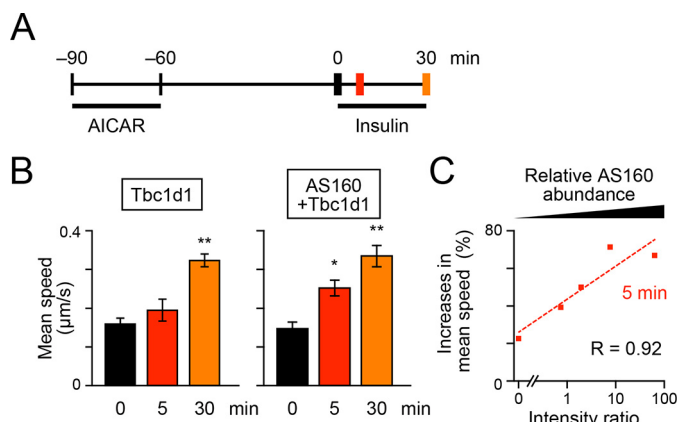 A
–90 –60 0 30 min
AICAR Insulin
B
Tbc1d1
AS160
+Tbc1d1
Mean speed
(μm/s)
0.4
0
**
0 5 30 min
*
**
0 5 30 min
C
Relative AS160
abundance
Increases in
mean speed (%)
80
0
5 min
R = 0.92
0 1 10 100
Intensity ratio